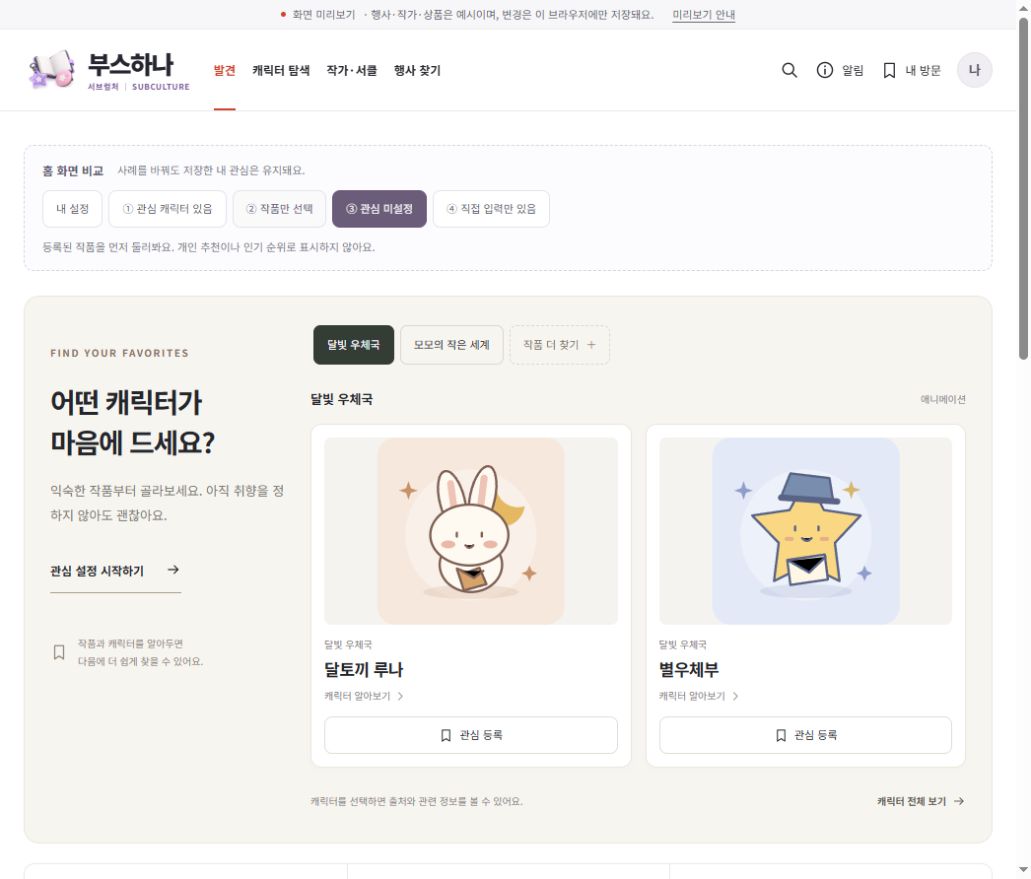 화면 미리보기 · 행사·작가·상품은 예시이며, 변경은 이 브라우저에만 저장돼요. 미리보기 안내
부스하나
서브컬처 | SUBCULTURE
발견 캐릭터 탐색 작가·서클 행사 찾기
알림 내 방문 나
홈 화면 비교 사례를 바꿔도 저장한 내 관심은 유지돼요.
내 설정 ① 관심 캐릭터 있음 ② 작품만 선택 ③ 관심 미설정 ④ 직접 입력만 있음
등록된 작품을 먼저 둘러봐요. 개인 추천이나 인기 순위로 표시하지 않아요.
FIND YOUR FAVORITES
어떤 캐릭터가
마음에 드세요?
익숙한 작품부터 골라보세요. 아직 취향을 정
하지 않아도 괜찮아요.
관심 설정 시작하기 →
작품과 캐릭터를 알아두면
다음에 더 쉽게 찾을 수 있어요.
달빛 우체국 모모의 작은 세계 작품 더 찾기 +
달빛 우체국 애니메이션
달빛 우체국
달토끼 루나
캐릭터 알아보기 >
관심 등록
달빛 우체국
별우체부
캐릭터 알아보기 >
관심 등록
캐릭터를 선택하면 출처와 관련 정보를 볼 수 있어요. 캐릭터 전체 보기 →